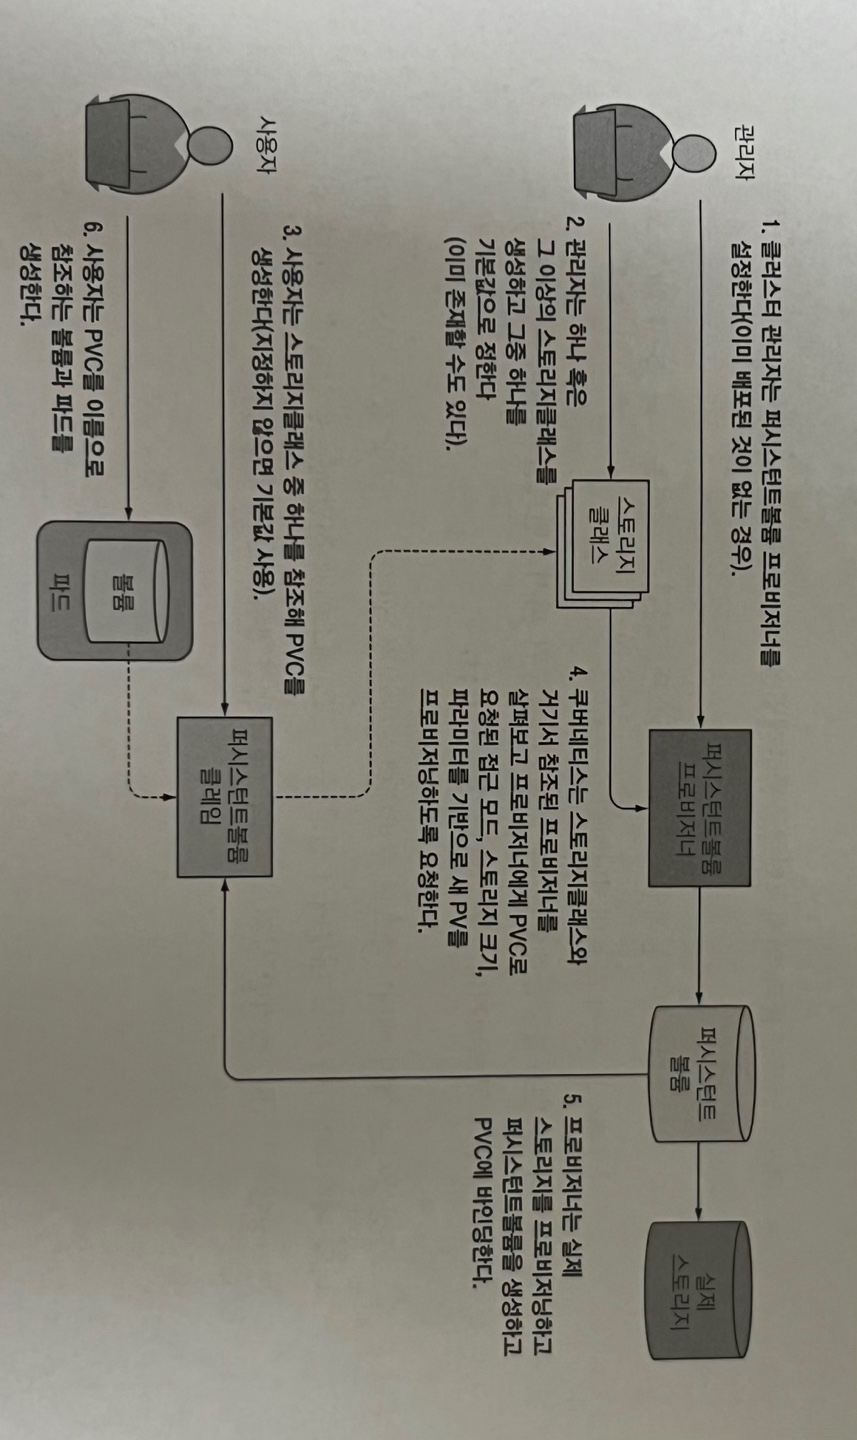 관리자
1. 클러스터 관리자는 퍼시스턴트볼륨 프로비저너를
설정한다(이미 배포된 것이 없는 경우).
2. 관리자는 하나 혹은
그 이상의 스토리지클래스를
생성하고 그중 하나를
기본값으로 정한다
(이미 존재할 수도 있다).
스토리지
클래스
퍼시스턴트볼륨
프로비저너
퍼시스턴트
볼륨
실제
스토리지
4. 쿠버네티스는 스토리지클래스와
거기서 참조된 프로비저너를
살펴보고 프로비저너에게 PVC로
요청된 접근 모드, 스토리지 크기,
파라미터를 기반으로 새 PV를
프로비저닝하도록 요청한다.
5. 프로비저너는 실제
스토리지를 프로비저닝하고
퍼시스턴트볼륨을 생성하고
PVC에 바인딩한다.
사용자
3. 사용자는 스토리지클래스 중 하나를 참조해 PVC를
생성한다(지정하지 않으면 기본값 사용).
퍼시스턴트볼륨
클레임
6. 사용자는 PVC를 이름으로
참조하는 볼륨과 파드를
생성한다.
볼륨
파드